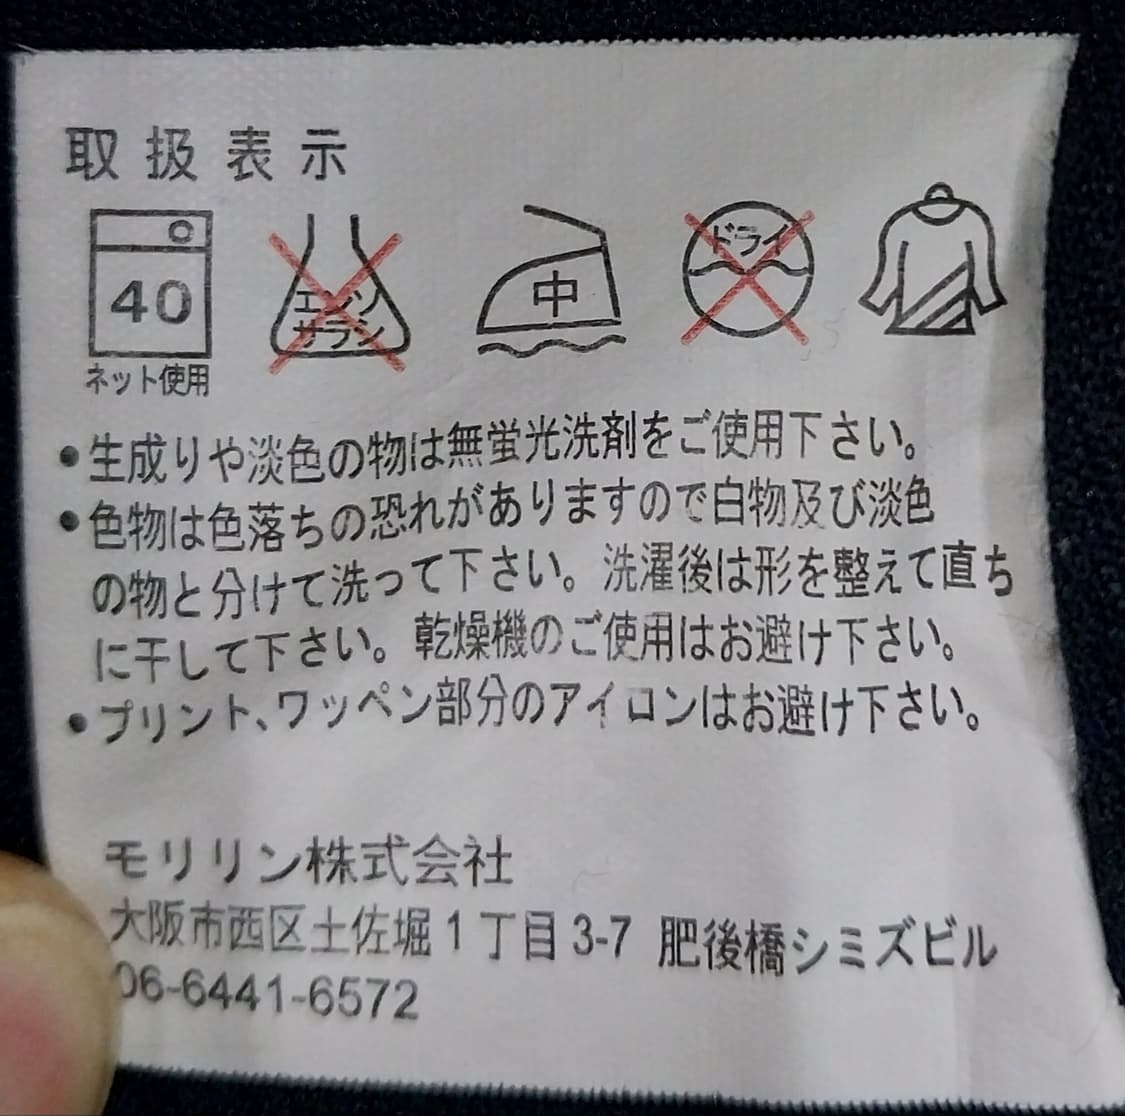 取扱表示
40
エンソ
サラシ
中
ドライ
ネット使用
•生成りや淡色の物は無蛍光洗剤をご使用下さい。
•色物は色落ちの恐れがありますので白物及び淡色
の物と分けて洗って下さい。洗濯後は形を整えて直ち
に干して下さい。乾燥機のご使用はお避け下さい。
•プリント、ワッペン部分のアイロンはお避け下さい。
モリリン株式会社
大阪市西区土佐堀1丁目3-7 肥後橋シミズビル
06-6441-6572